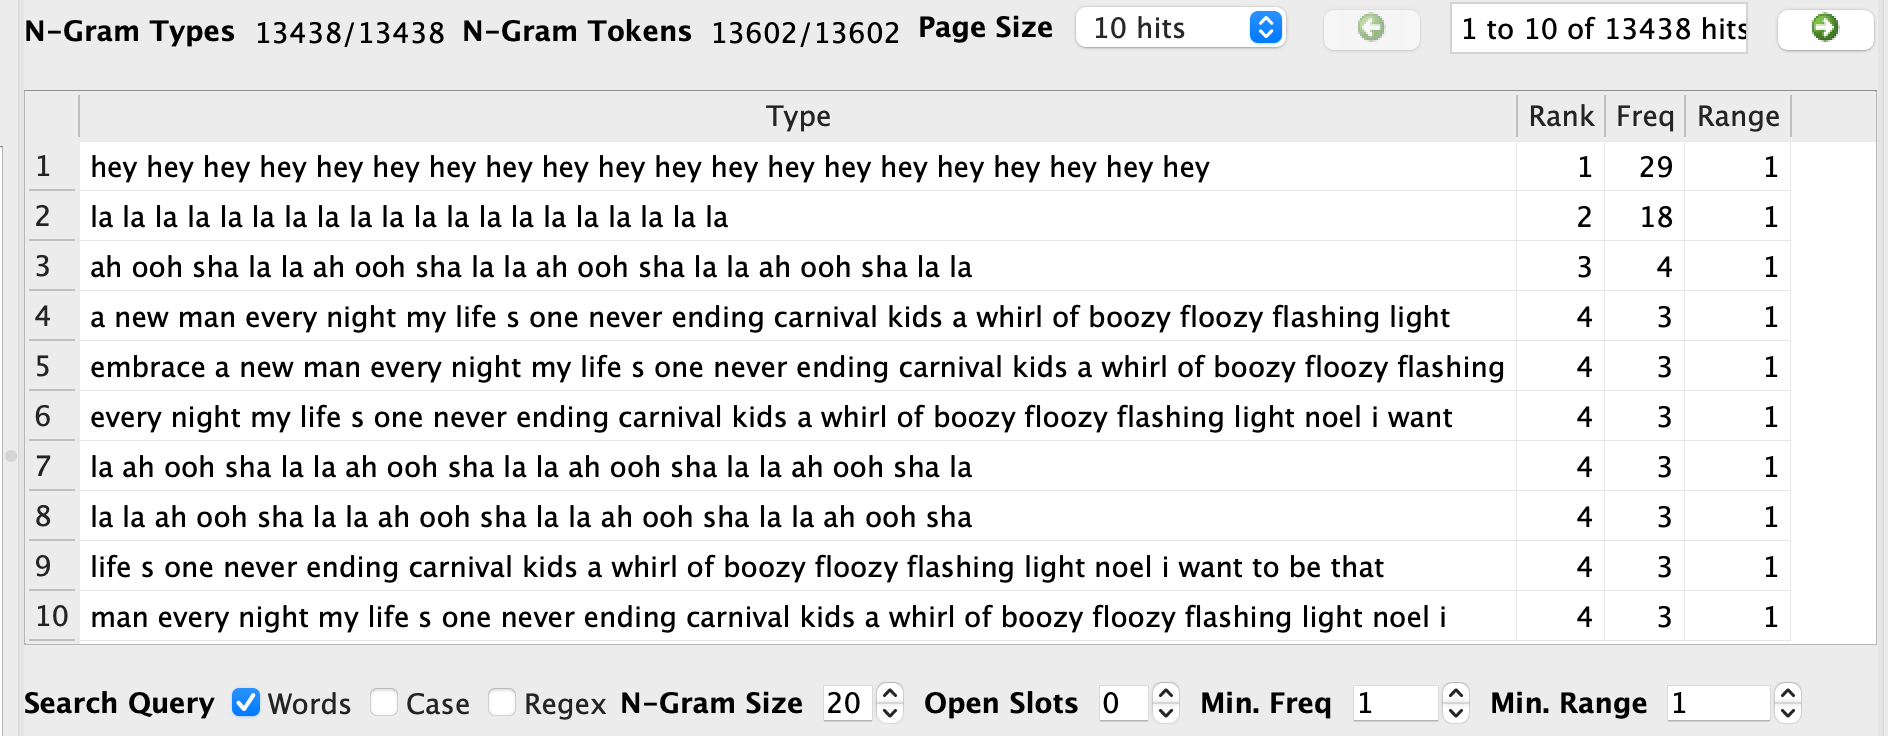 N-Gram Types 13438/13438 N-Gram Tokens 13602/13602 Page Size 10 hits 1 to 10 of 13438 hits
Type Rank Freq Range
1 hey hey hey hey hey hey hey hey hey hey hey hey hey hey hey hey hey hey hey hey 1 29 1
2 la la la la la la la la la la la la la la la la la la la la 2 18 1
3 ah ooh sha la la ah ooh sha la la ah ooh sha la la ah ooh sha la la 3 4 1
4 a new man every night my life s one never ending carnival kids a whirl of boozy floozy flashing light 4 3 1
5 embrace a new man every night my life s one never ending carnival kids a whirl of boozy floozy flashing 4 3 1
6 every night my life s one never ending carnival kids a whirl of boozy floozy flashing light noel i want 4 3 1
7 la ah ooh sha la la ah ooh sha la la ah ooh sha la la ah ooh sha la 4 3 1
8 la la ah ooh sha la la ah ooh sha la la ah ooh sha la la ah ooh sha 4 3 1
9 life s one never ending carnival kids a whirl of boozy floozy flashing light noel i want to be that 4 3 1
10 man every night my life s one never ending carnival kids a whirl of boozy floozy flashing light noel i 4 3 1
Search Query Words Case Regex N-Gram Size 20 Open Slots 0 Min. Freq 1 Min. Range 1